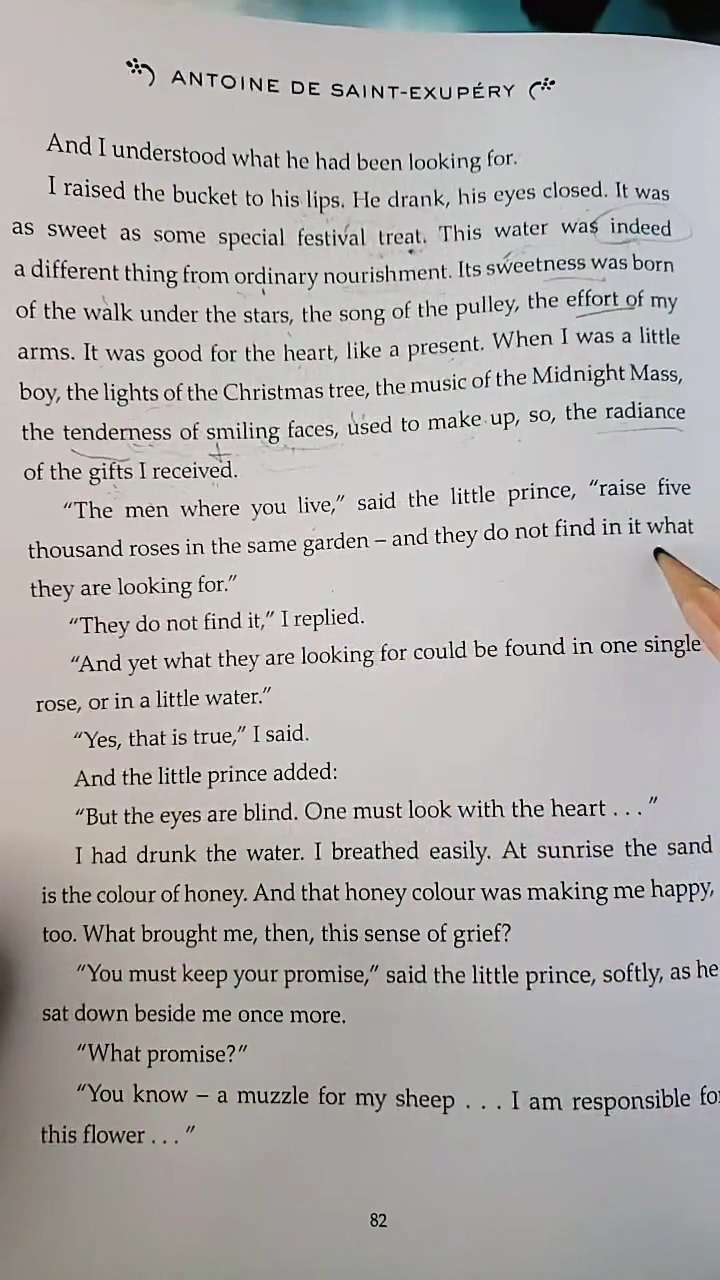 ANTOINE DE SAINT-EXUPÉRY
And I understood what he had been looking for.
I raised the bucket to his lips. He drank, his eyes closed. It was
as sweet as some special festival treat. This water was indeed
a different thing from ordinary nourishment. Its sweetness was born
of the walk under the stars, the song of the pulley, the effort of my
arms. It was good for the heart, like a present. When I was a little
boy, the lights of the Christmas tree, the music of the Midnight Mass,
the tenderness of smiling faces, used to make up, so, the radiance
of the gifts I received.
“The men where you live,” said the little prince, “raise five
thousand roses in the same garden – and they do not find in it what
they are looking for.”
“They do not find it,” I replied.
“And yet what they are looking for could be found in one single
rose, or in a little water.”
“Yes, that is true,” I said.
And the little prince added:
“But the eyes are blind. One must look with the heart . . . ”
I had drunk the water. I breathed easily. At sunrise the sand
is the colour of honey. And that honey colour was making me happy,
too. What brought me, then, this sense of grief?
“You must keep your promise,” said the little prince, softly, as he
sat down beside me once more.
“What promise?”
“You know – a muzzle for my sheep . . . I am responsible fo
this flower . . . ”
82